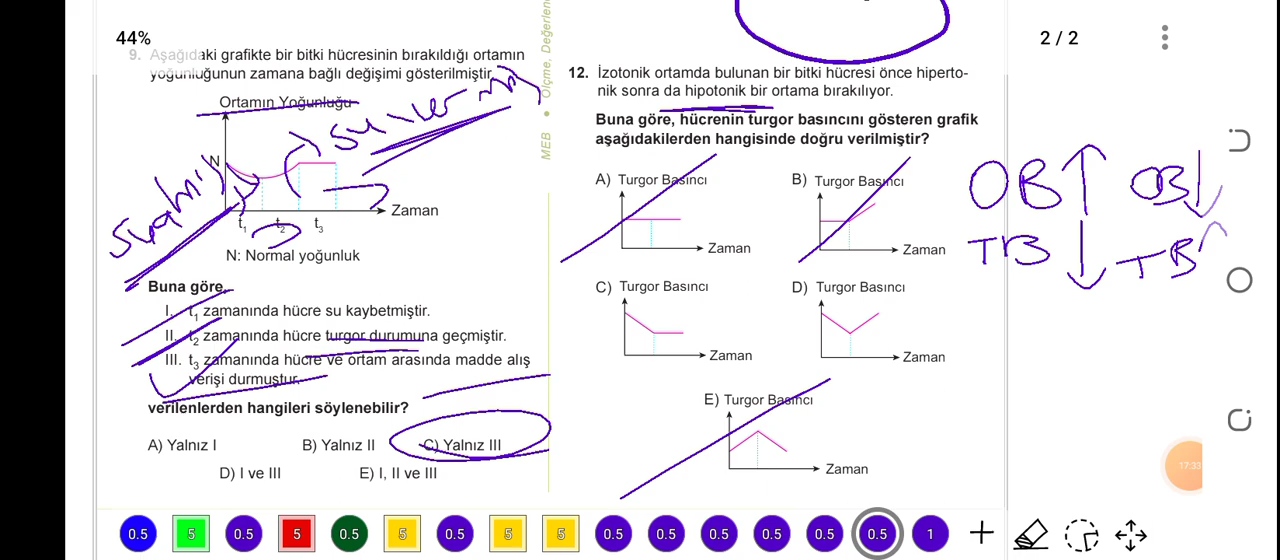 44%
2 / 2
9. Aşağıdaki grafikte bir bitki hücresinin bırakıldığı ortamın
yoğunluğunun zamana bağlı değişimi gösterilmiştir.
Ortamın Yoğunluğu
N
Zaman
t1 t2 t3
N: Normal yoğunluk
Buna göre,
I. t1 zamanında hücre su kaybetmiştir.
II. t2 zamanında hücre turgor durumuna geçmiştir.
III. t3 zamanında hücre ve ortam arasında madde alış
verişi durmuştur.
verilenlerden hangileri söylenebilir?
A) Yalnız I B) Yalnız II C) Yalnız III
D) I ve III E) I, II ve III
MEB ● Ölçme, Değerlen
12. İzotonik ortamda bulunan bir bitki hücresi önce hiperto-
nik sonra da hipotonik bir ortama bırakılıyor.
Buna göre, hücrenin turgor basıncını gösteren grafik
aşağıdakilerden hangisinde doğru verilmiştir?
A) Turgor Basıncı
Zaman
B) Turgor Basıncı
Zaman
C) Turgor Basıncı
Zaman
D) Turgor Basıncı
Zaman
E) Turgor Basıncı
Zaman
OB OB
TB TB
17:33
0.5 5 0.5 5 0.5 5 0.5 5 5 0.5 0.5 0.5 0.5 0.5 0.5 1